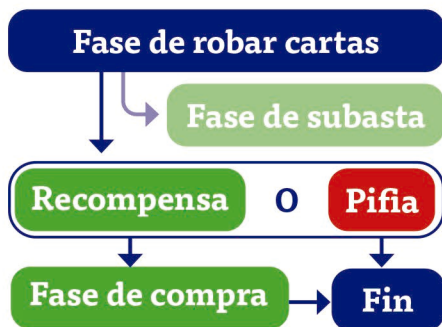 Fase de robar cartas
Fase de subasta
Recompensa o Pifia
Fase de compra Fin